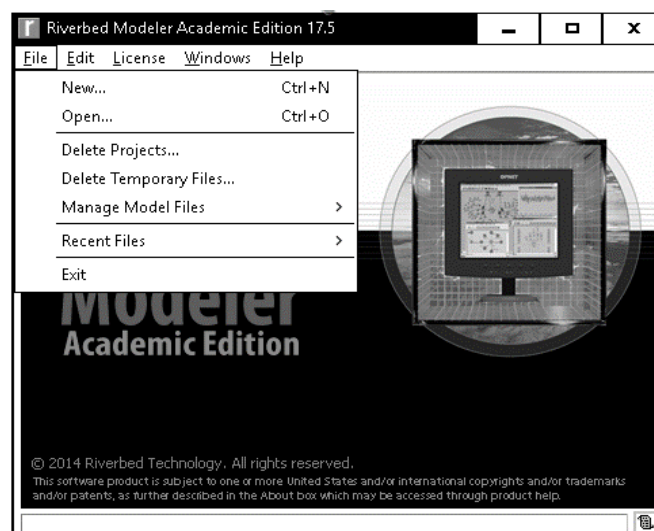 Riverbed Modeler Academic Edition 17.5
File Edit License Windows Help
New... Ctrl+N
Open... Ctrl+O
Delete Projects...
Delete Temporary Files...
Manage Model Files
Recent Files
Exit
Modeler
Academic Edition
© 2014 Riverbed Technology. All rights reserved.
This software product is subject to one or more United States and/or international copyrights and/or trademarks
and/or patents, as further described in the About box which may be accessed through product help.